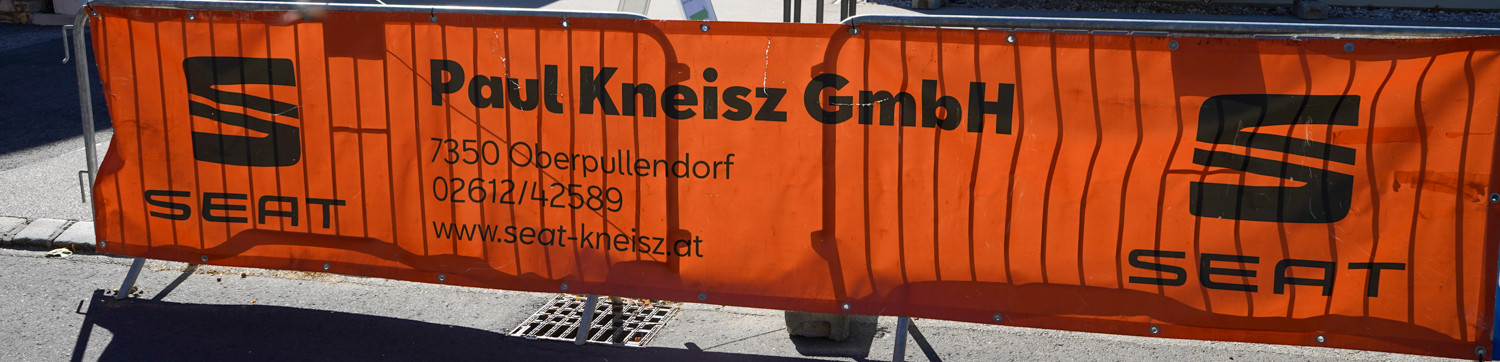 SEAT
Paul Kneisz GmbH
7350 Oberpullendorf
02612/42589
www.seat-kneisz.at
SEAT